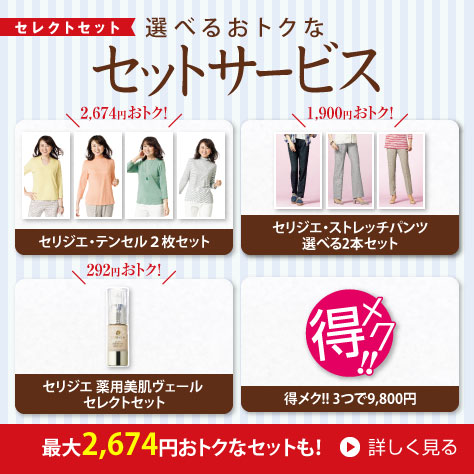 セレクトセット
選べるおトクな
セットサービス
2,674円おトク!
セリジエ・テンセル2枚セット
1,900円おトク!
セリジエ・ストレッチパンツ
選べる2本セット
292円おトク!
セリジエ 薬用美肌ヴェール
セレクトセット
得メク!!
得メク!! 3つで9,800円
最大2,674円おトクなセットも!
詳しく見る